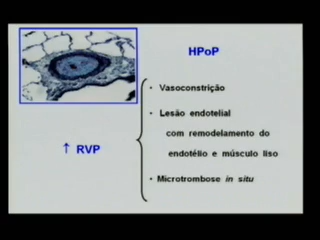 HPoP
• Vasoconstrição
• Lesão endotelial
com remodelamento do
endotélio e músculo liso
↑ RVP
• Microtrombose in situ